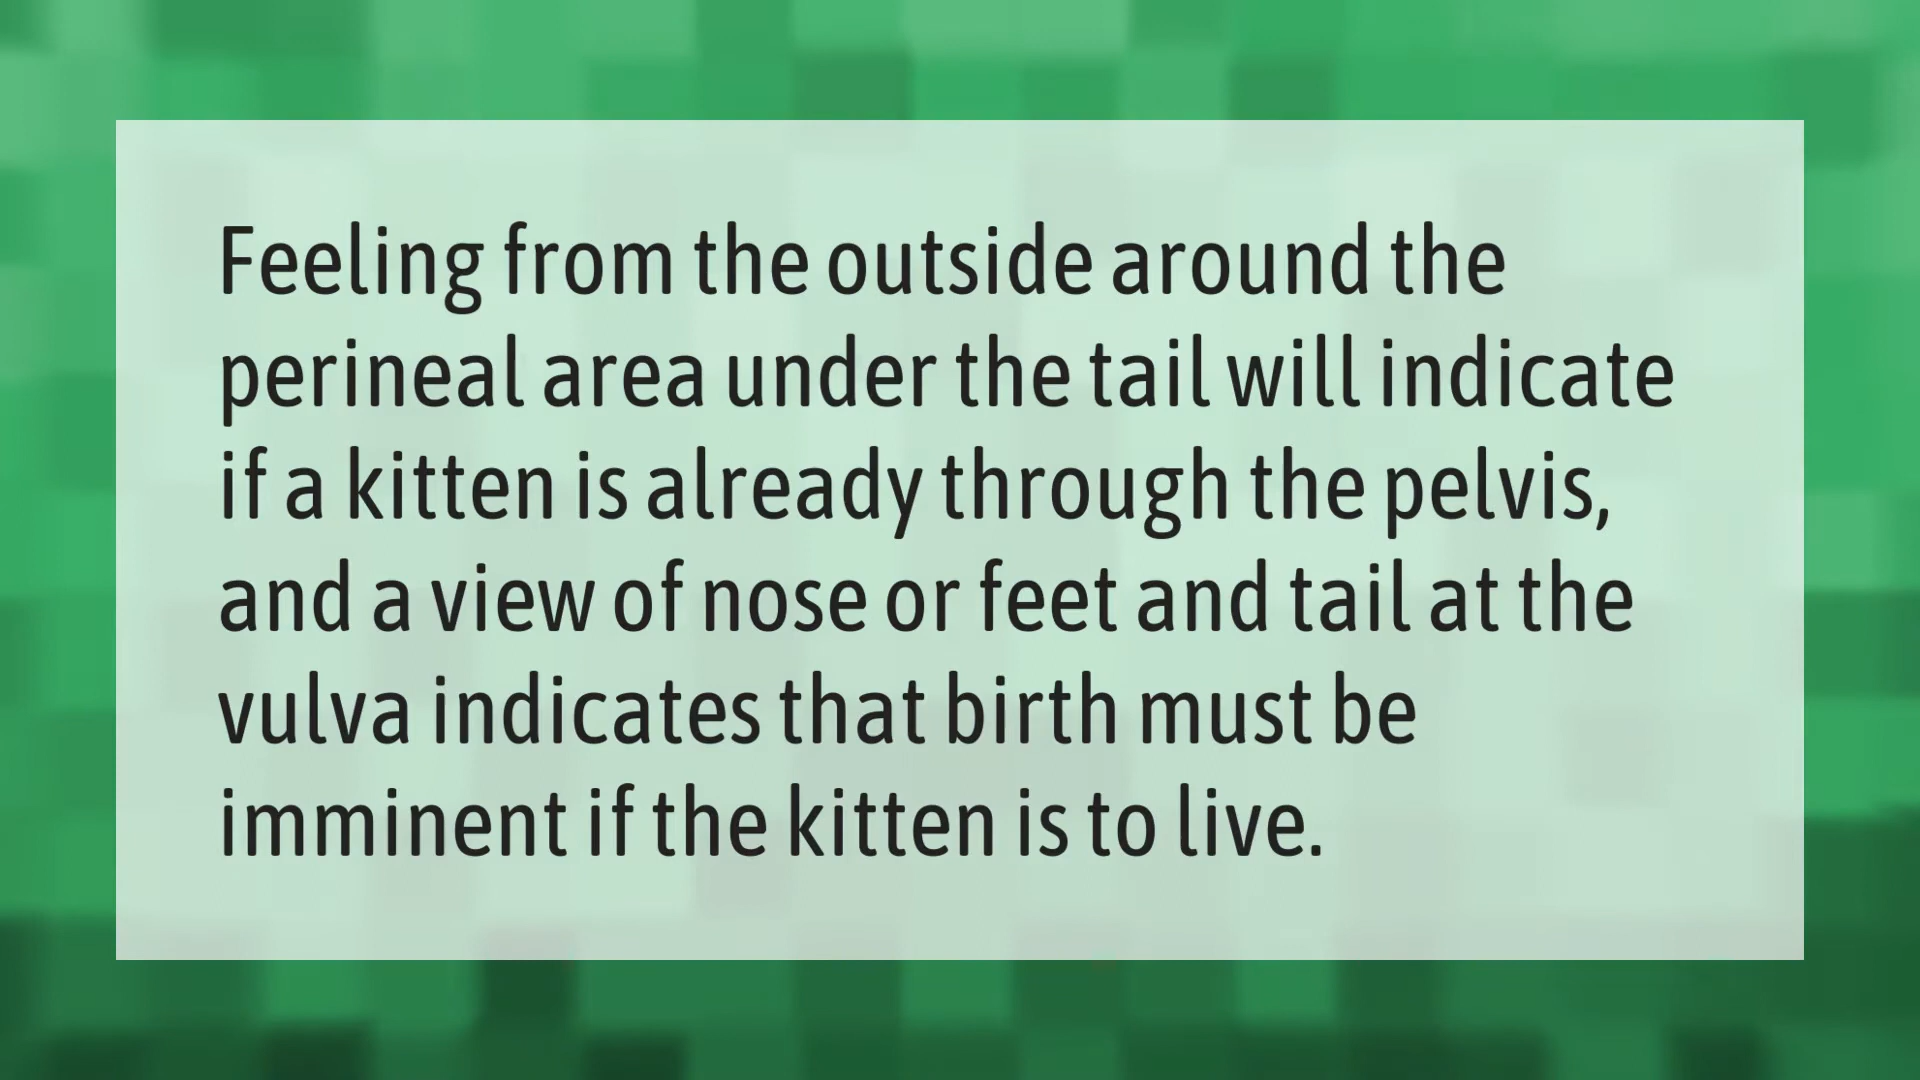 Feeling from the outside around the
perineal area under the tail will indicate
if a kitten is already through the pelvis,
and a view of nose or feet and tail at the
vulva indicates that birth must be
imminent if the kitten is to live.